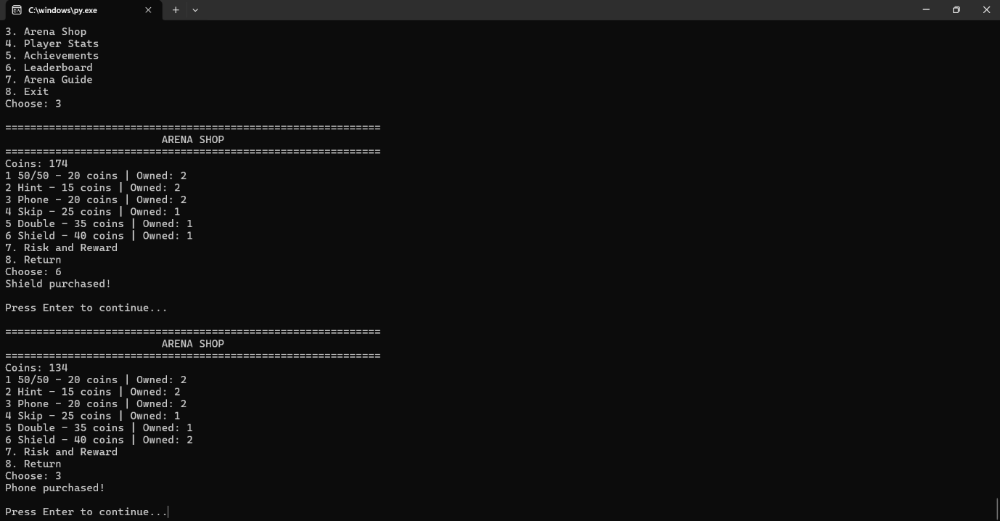 C:\windows\py.exe
3. Arena Shop
4. Player Stats
5. Achievements
6. Leaderboard
7. Arena Guide
8. Exit
Choose: 3
============================================================
ARENA SHOP
============================================================
Coins: 174
1 50/50 - 20 coins | Owned: 2
2 Hint - 15 coins | Owned: 2
3 Phone - 20 coins | Owned: 2
4 Skip - 25 coins | Owned: 1
5 Double - 35 coins | Owned: 1
6 Shield - 40 coins | Owned: 1
7. Risk and Reward
8. Return
Choose: 6
Shield purchased!
Press Enter to continue...
============================================================
ARENA SHOP
============================================================
Coins: 134
1 50/50 - 20 coins | Owned: 2
2 Hint - 15 coins | Owned: 2
3 Phone - 20 coins | Owned: 2
4 Skip - 25 coins | Owned: 1
5 Double - 35 coins | Owned: 1
6 Shield - 40 coins | Owned: 2
7. Risk and Reward
8. Return
Choose: 3
Phone purchased!
Press Enter to continue...